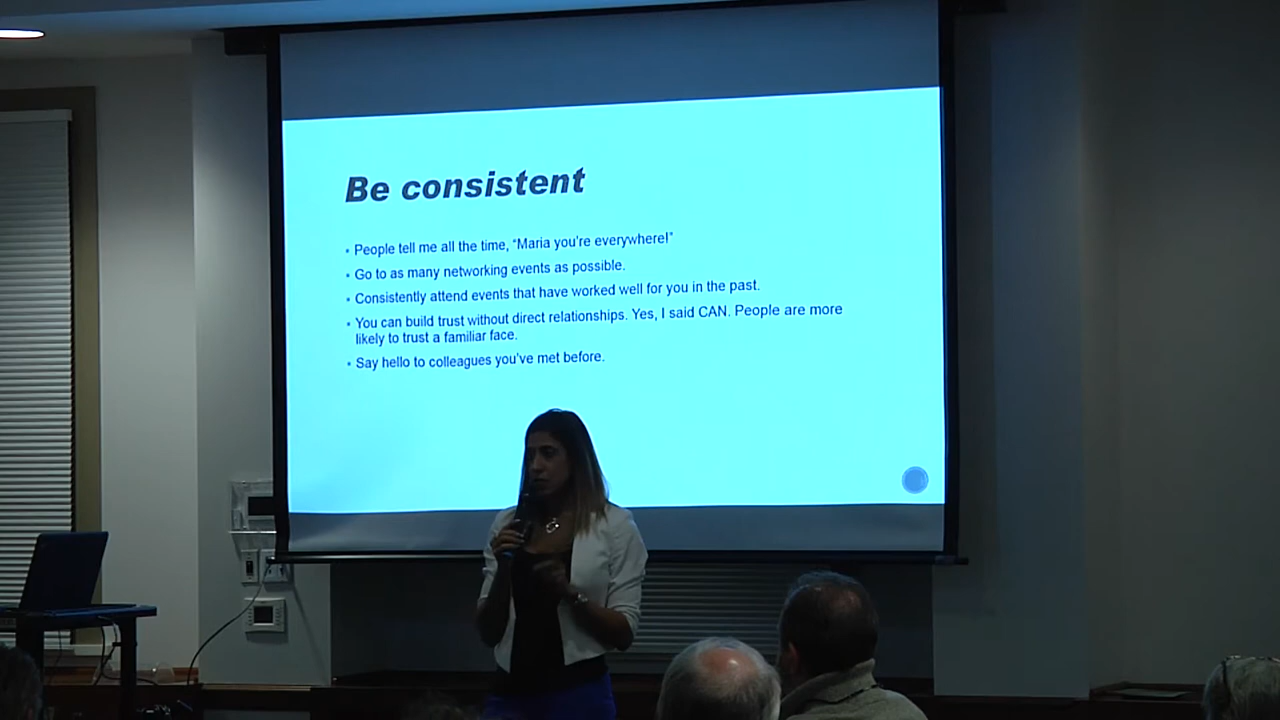 Be consistent
▪ People tell me all the time, “Maria you're everywhere!”
▪ Go to as many networking events as possible.
▪ Consistently attend events that have worked well for you in the past.
▪ You can build trust without direct relationships. Yes, I said CAN. People are more
likely to trust a familiar face.
▪ Say hello to colleagues you've met before.